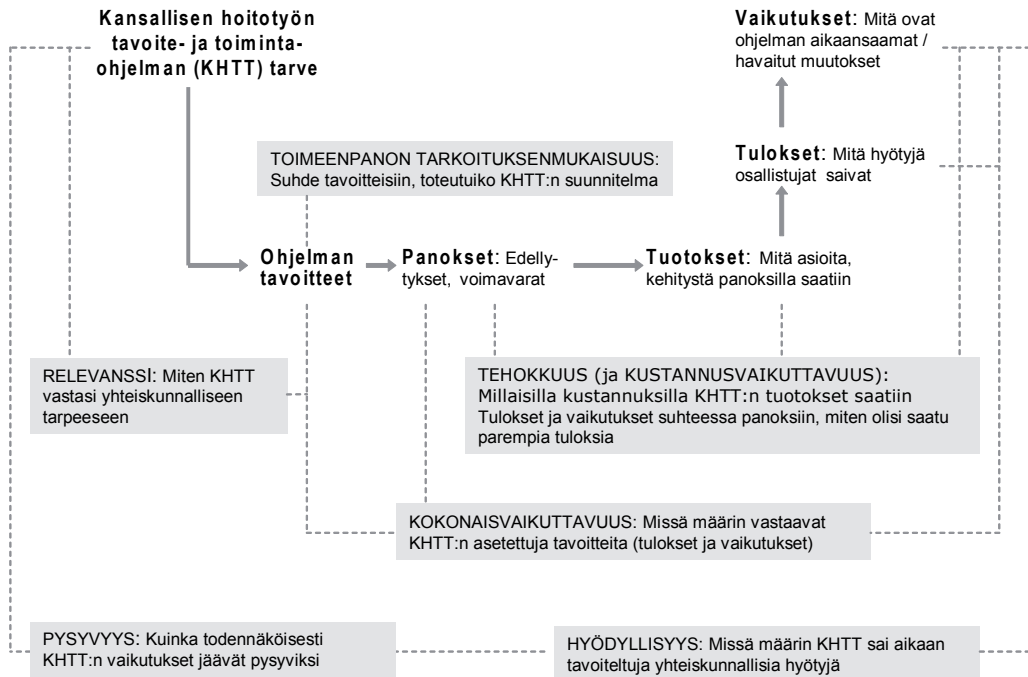 Kansallisen hoitotyön
tavoite- ja toiminta-
ohjelman (KHTT) tarve
Vaikutukset: Mitä ovat
ohjelman aikaansaamat /
havaitut muutokset
TOIMEENPANON TARKOITUKSENMUKAISUUS:
Suhde tavoitteisiin, toteutuiko KHTT:n suunnitelma
Tulokset: Mitä hyötyjä
osallistujat saivat
Ohjelman
tavoitteet
Panokset: Edelly-
tykset, voimavarat
Tuotokset: Mitä asioita,
kehitystä panoksilla saatiin
RELEVANSSI: Miten KHTT
vastasi yhteiskunnalliseen
tarpeeseen
TEHOKKUUS (ja KUSTANNUSVAIKUTTAVUUS):
Millaisilla kustannuksilla KHTT:n tuotokset saatiin
Tulokset ja vaikutukset suhteessa panoksiin, miten olisi saatu
parempia tuloksia
KOKONAISVAIKUTTAVUUS: Missä määrin vastaavat
KHTT:n asetettuja tavoitteita (tulokset ja vaikutukset)
PYSYVYYS: Kuinka todennäköisesti
KHTT:n vaikutukset jäävät pysyviksi
HYÖDYLLISYYS: Missä määrin KHTT sai aikaan
tavoiteltuja yhteiskunnallisia hyötyjä